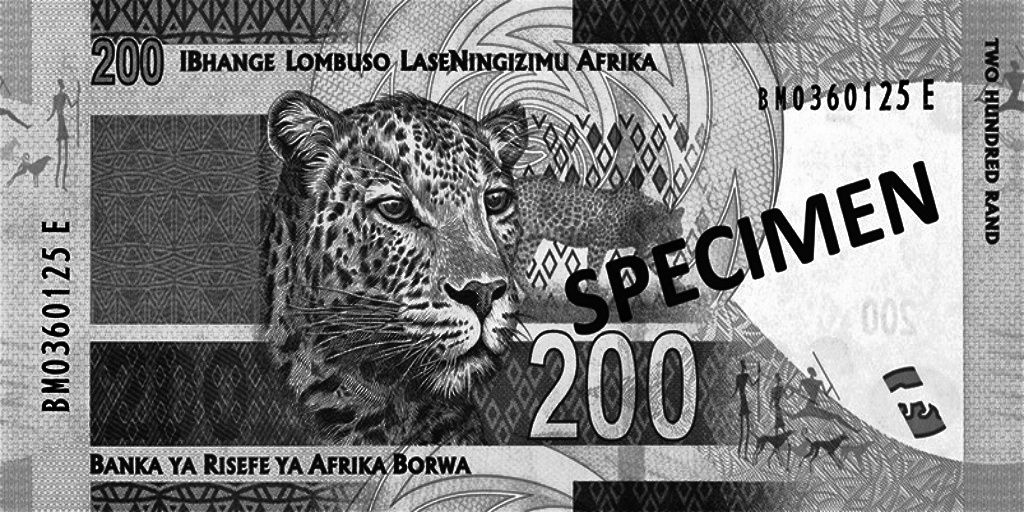 200 IBHANGE LOMBUSO LASENINGIZIMU AFRIKA
BM0360125 E
TWO HUNDRED RAND
BM0360125 E
SPECIMEN
200
200
BANKA YA RISEFE YA AFRIKA BORWA